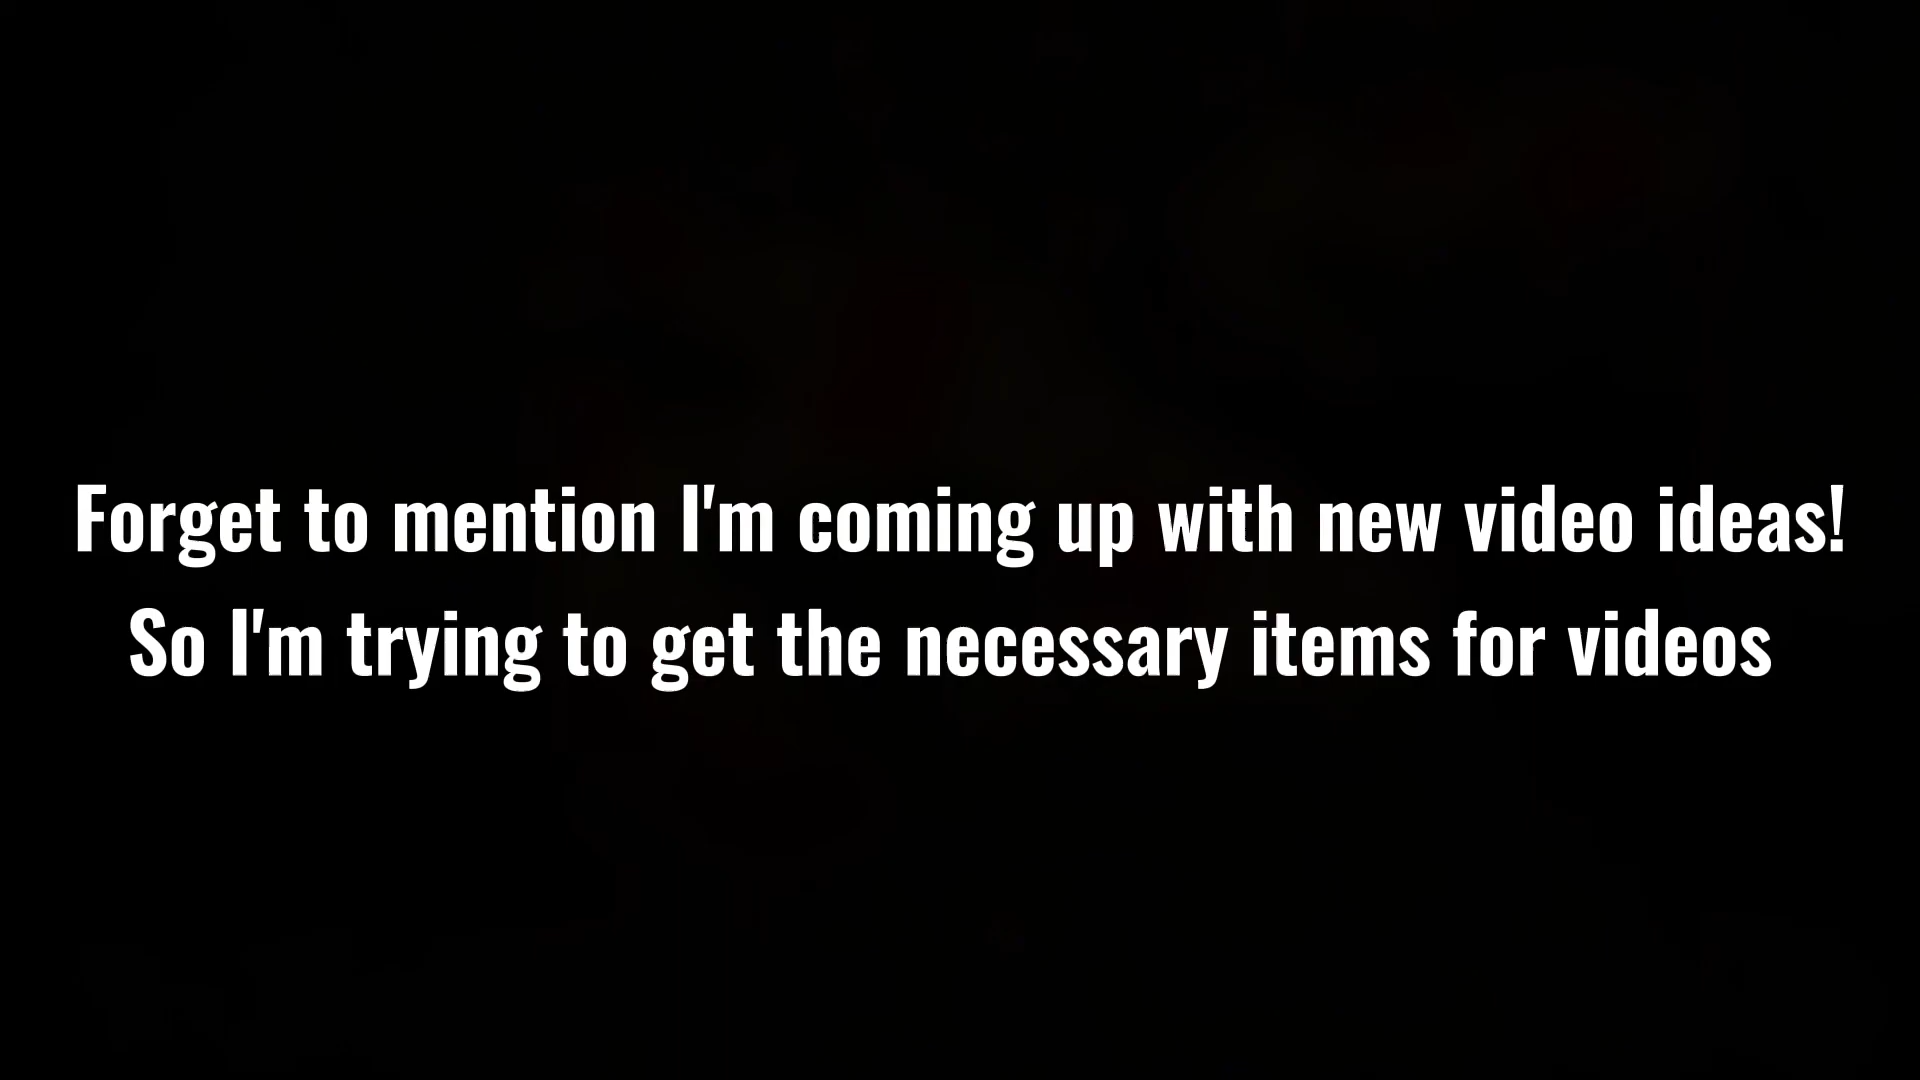 Forget to mention I'm coming up with new video ideas!
So I'm trying to get the necessary items for videos